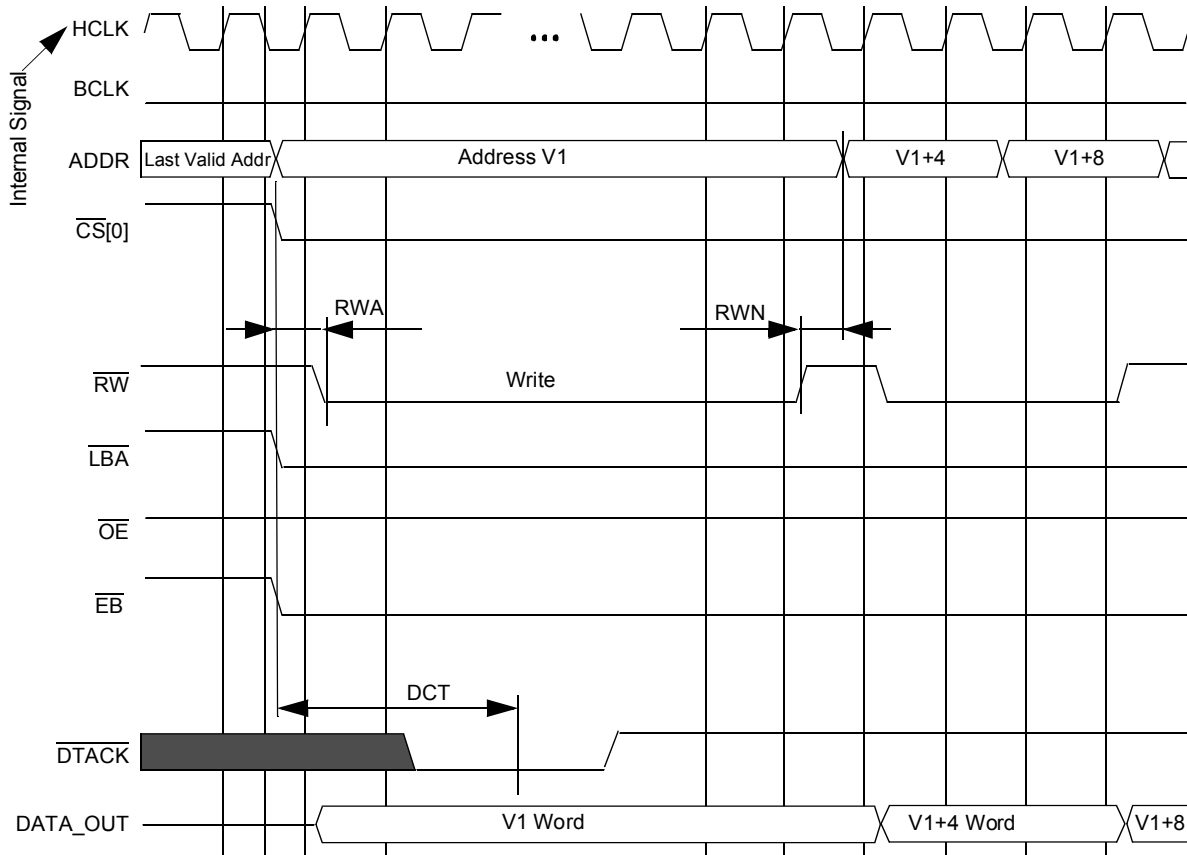 HCLK
...
Internal Signal
BCLK
ADDR
Last Valid Addr
Address V1
V1+4
V1+8
CS[0]
RWA
RWN
RW
Write
LBA
OE
EB
DCT
DTACK
DATA_OUT
V1 Word
V1+4 Word
V1+8